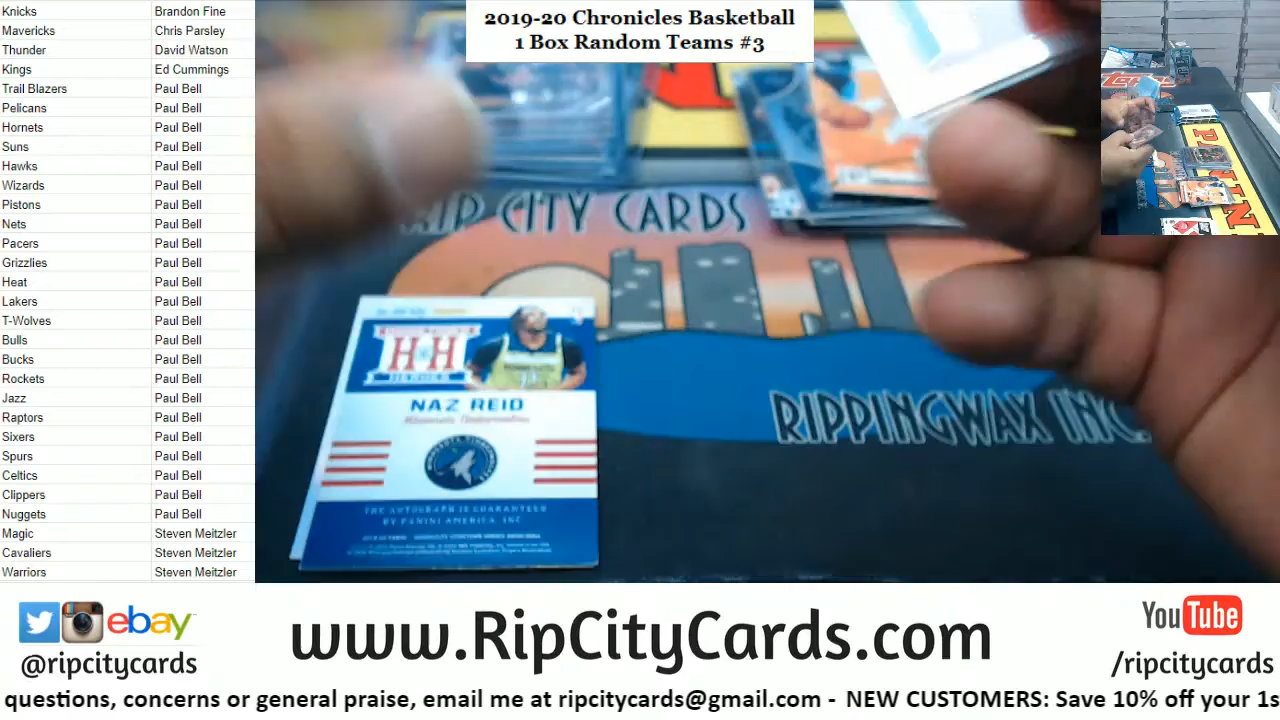 Knicks Brandon Fine
Mavericks Chris Parsley
Thunder David Watson
Kings Ed Cummings
Trail Blazers Paul Bell
Pelicans Paul Bell
Hornets Paul Bell
Suns Paul Bell
Hawks Paul Bell
Wizards Paul Bell
Pistons Paul Bell
Nets Paul Bell
Pacers Paul Bell
Grizzlies Paul Bell
Heat Paul Bell
Lakers Paul Bell
T-Wolves Paul Bell
Bulls Paul Bell
Bucks Paul Bell
Rockets Paul Bell
Jazz Paul Bell
Raptors Paul Bell
Sixers Paul Bell
Spurs Paul Bell
Celtics Paul Bell
Clippers Paul Bell
Nuggets Paul Bell
Magic Steven Meitzler
Cavaliers Steven Meitzler
Warriors Steven Meitzler
2019-20 Chronicles Basketball
1 Box Random Teams #3
RIP CITY CARDS
RIPPINGWAX INC.
H H
NAZ REID
THE AUTOGRAPH IS GUARANTEED
BY PANINI AMERICA, INC
ebay
@ripcitycards
www.RipCityCards.com
YouTube
/ripcitycards
questions, concerns or general praise, email me at ripcitycards@gmail.com - NEW CUSTOMERS: Save 10% off your 1s